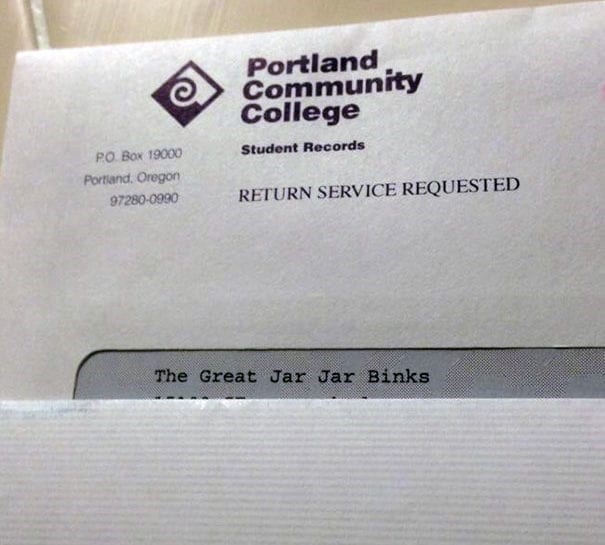 Portland
Community
College
Student Records
P.O. Box 19000
Portland, Oregon
97280-0990
RETURN SERVICE REQUESTED
The Great Jar Jar Binks